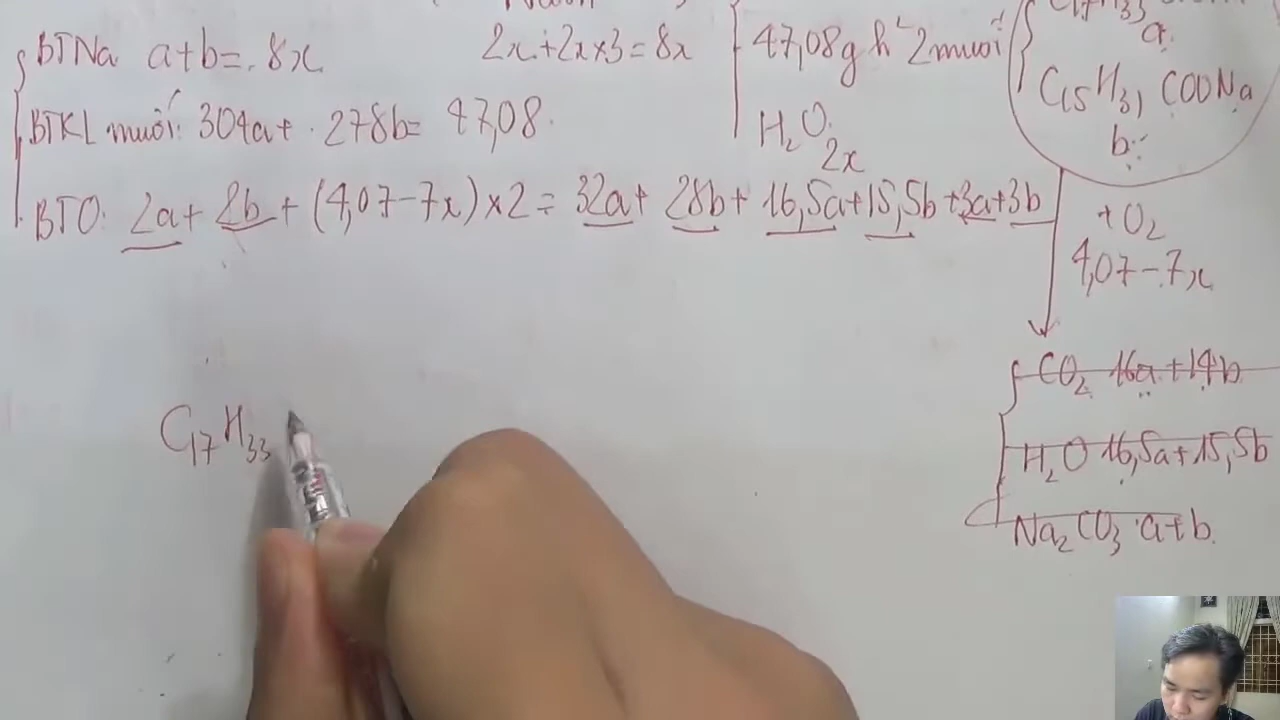 BTNa a+b = 8x
2x+2x×3=8x
47,08g h² 2 muối
a
BTKL muối: 304a + 278b= 47,08
C15H31COONa
b
H2O
2x
BTO: 2a+ 2b + (4,07-7x)×2 = 32a+ 28b+ 16,5a+15,5b+3a+3b
+O2
4,07-7x
CO2 16a+14b
C17H33
H2O 16,5a+15,5b
Na2CO3 a+b